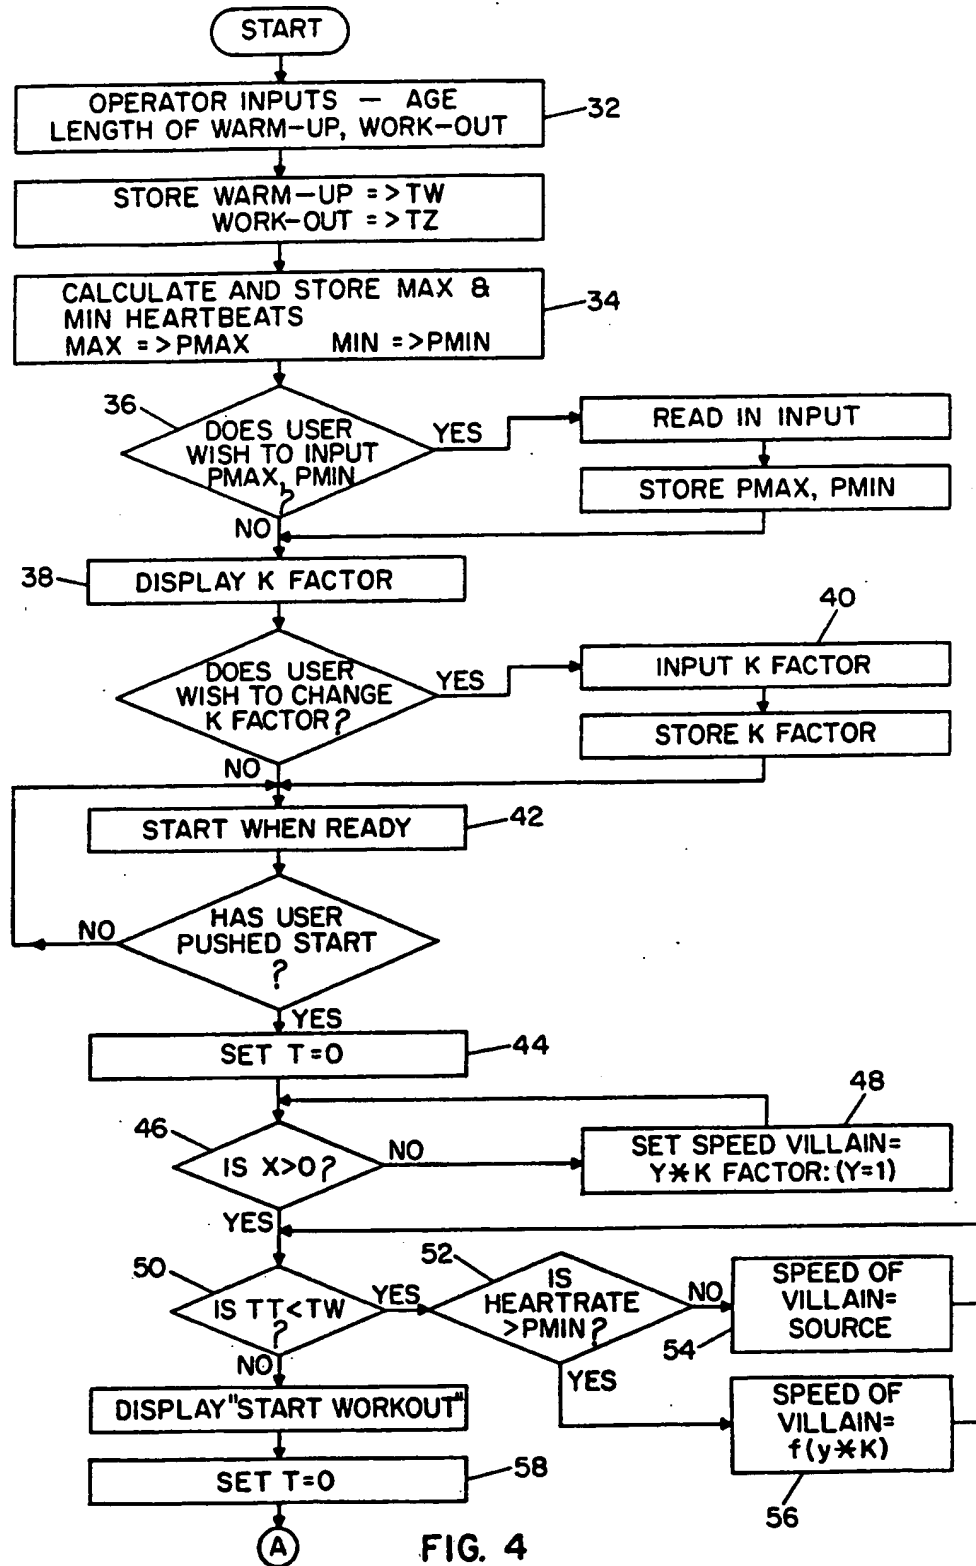 START
OPERATOR INPUTS — AGE
LENGTH OF WARM-UP, WORK-OUT
32
STORE WARM-UP =>TW
WORK-OUT =>TZ
CALCULATE AND STORE MAX &
MIN HEARTBEATS
MAX =>PMAX MIN =>PMIN
34
36
DOES USER
WISH TO INPUT
PMAX, PMIN
?
YES
READ IN INPUT
STORE PMAX, PMIN
NO
38
DISPLAY K FACTOR
40
DOES USER
WISH TO CHANGE
K FACTOR?
YES
INPUT K FACTOR
STORE K FACTOR
NO
START WHEN READY
42
HAS USER
PUSHED START
?
NO
YES
SET T=0
44
46
IS X>0?
NO
48
SET SPEED VILLAIN=
Y*K FACTOR:(Y=1)
YES
50
IS TT<TW
?
YES
52
IS
HEARTRATE
>PMIN?
NO
SPEED OF
VILLAIN=
SOURCE
54
NO
YES
DISPLAY"START WORKOUT"
SPEED OF
VILLAIN=
f(y*K)
56
SET T=0
58
A
FIG. 4